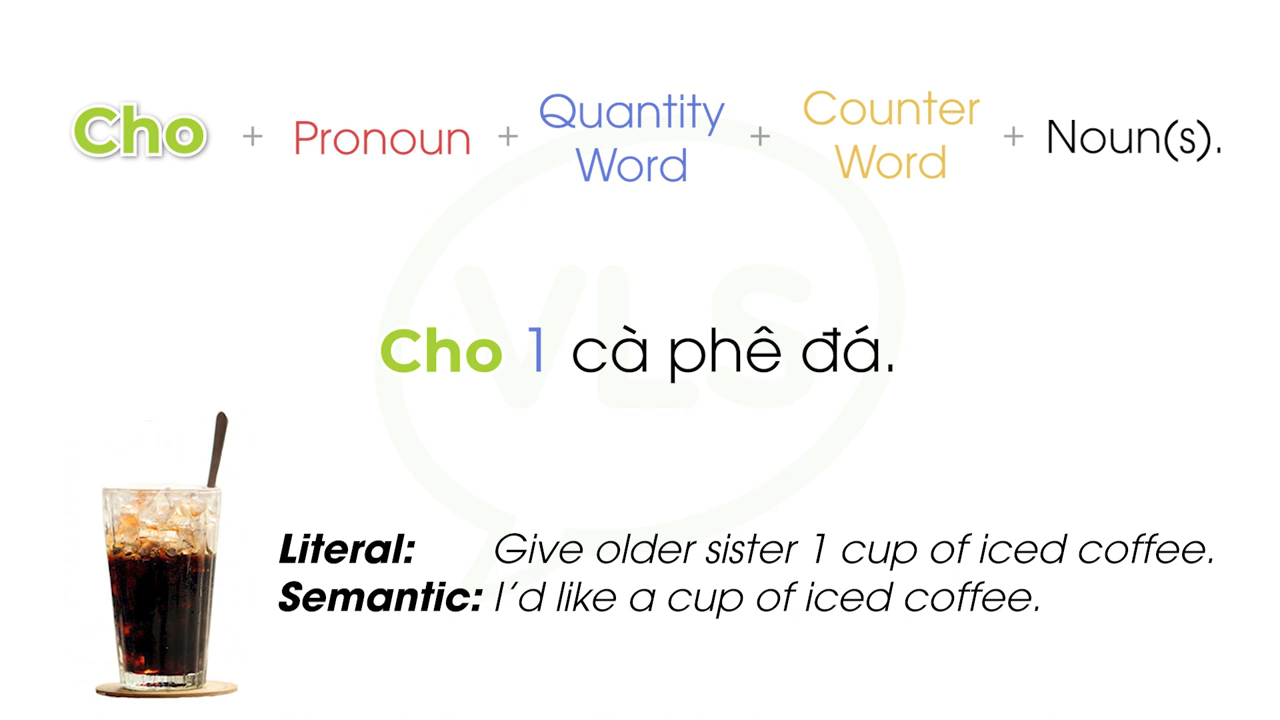 Cho + Pronoun + Quantity Word + Counter Word + Noun(s).
VLS
Cho 1 cà phê đá.
Literal: Give older sister 1 cup of iced coffee.
Semantic: I'd like a cup of iced coffee.